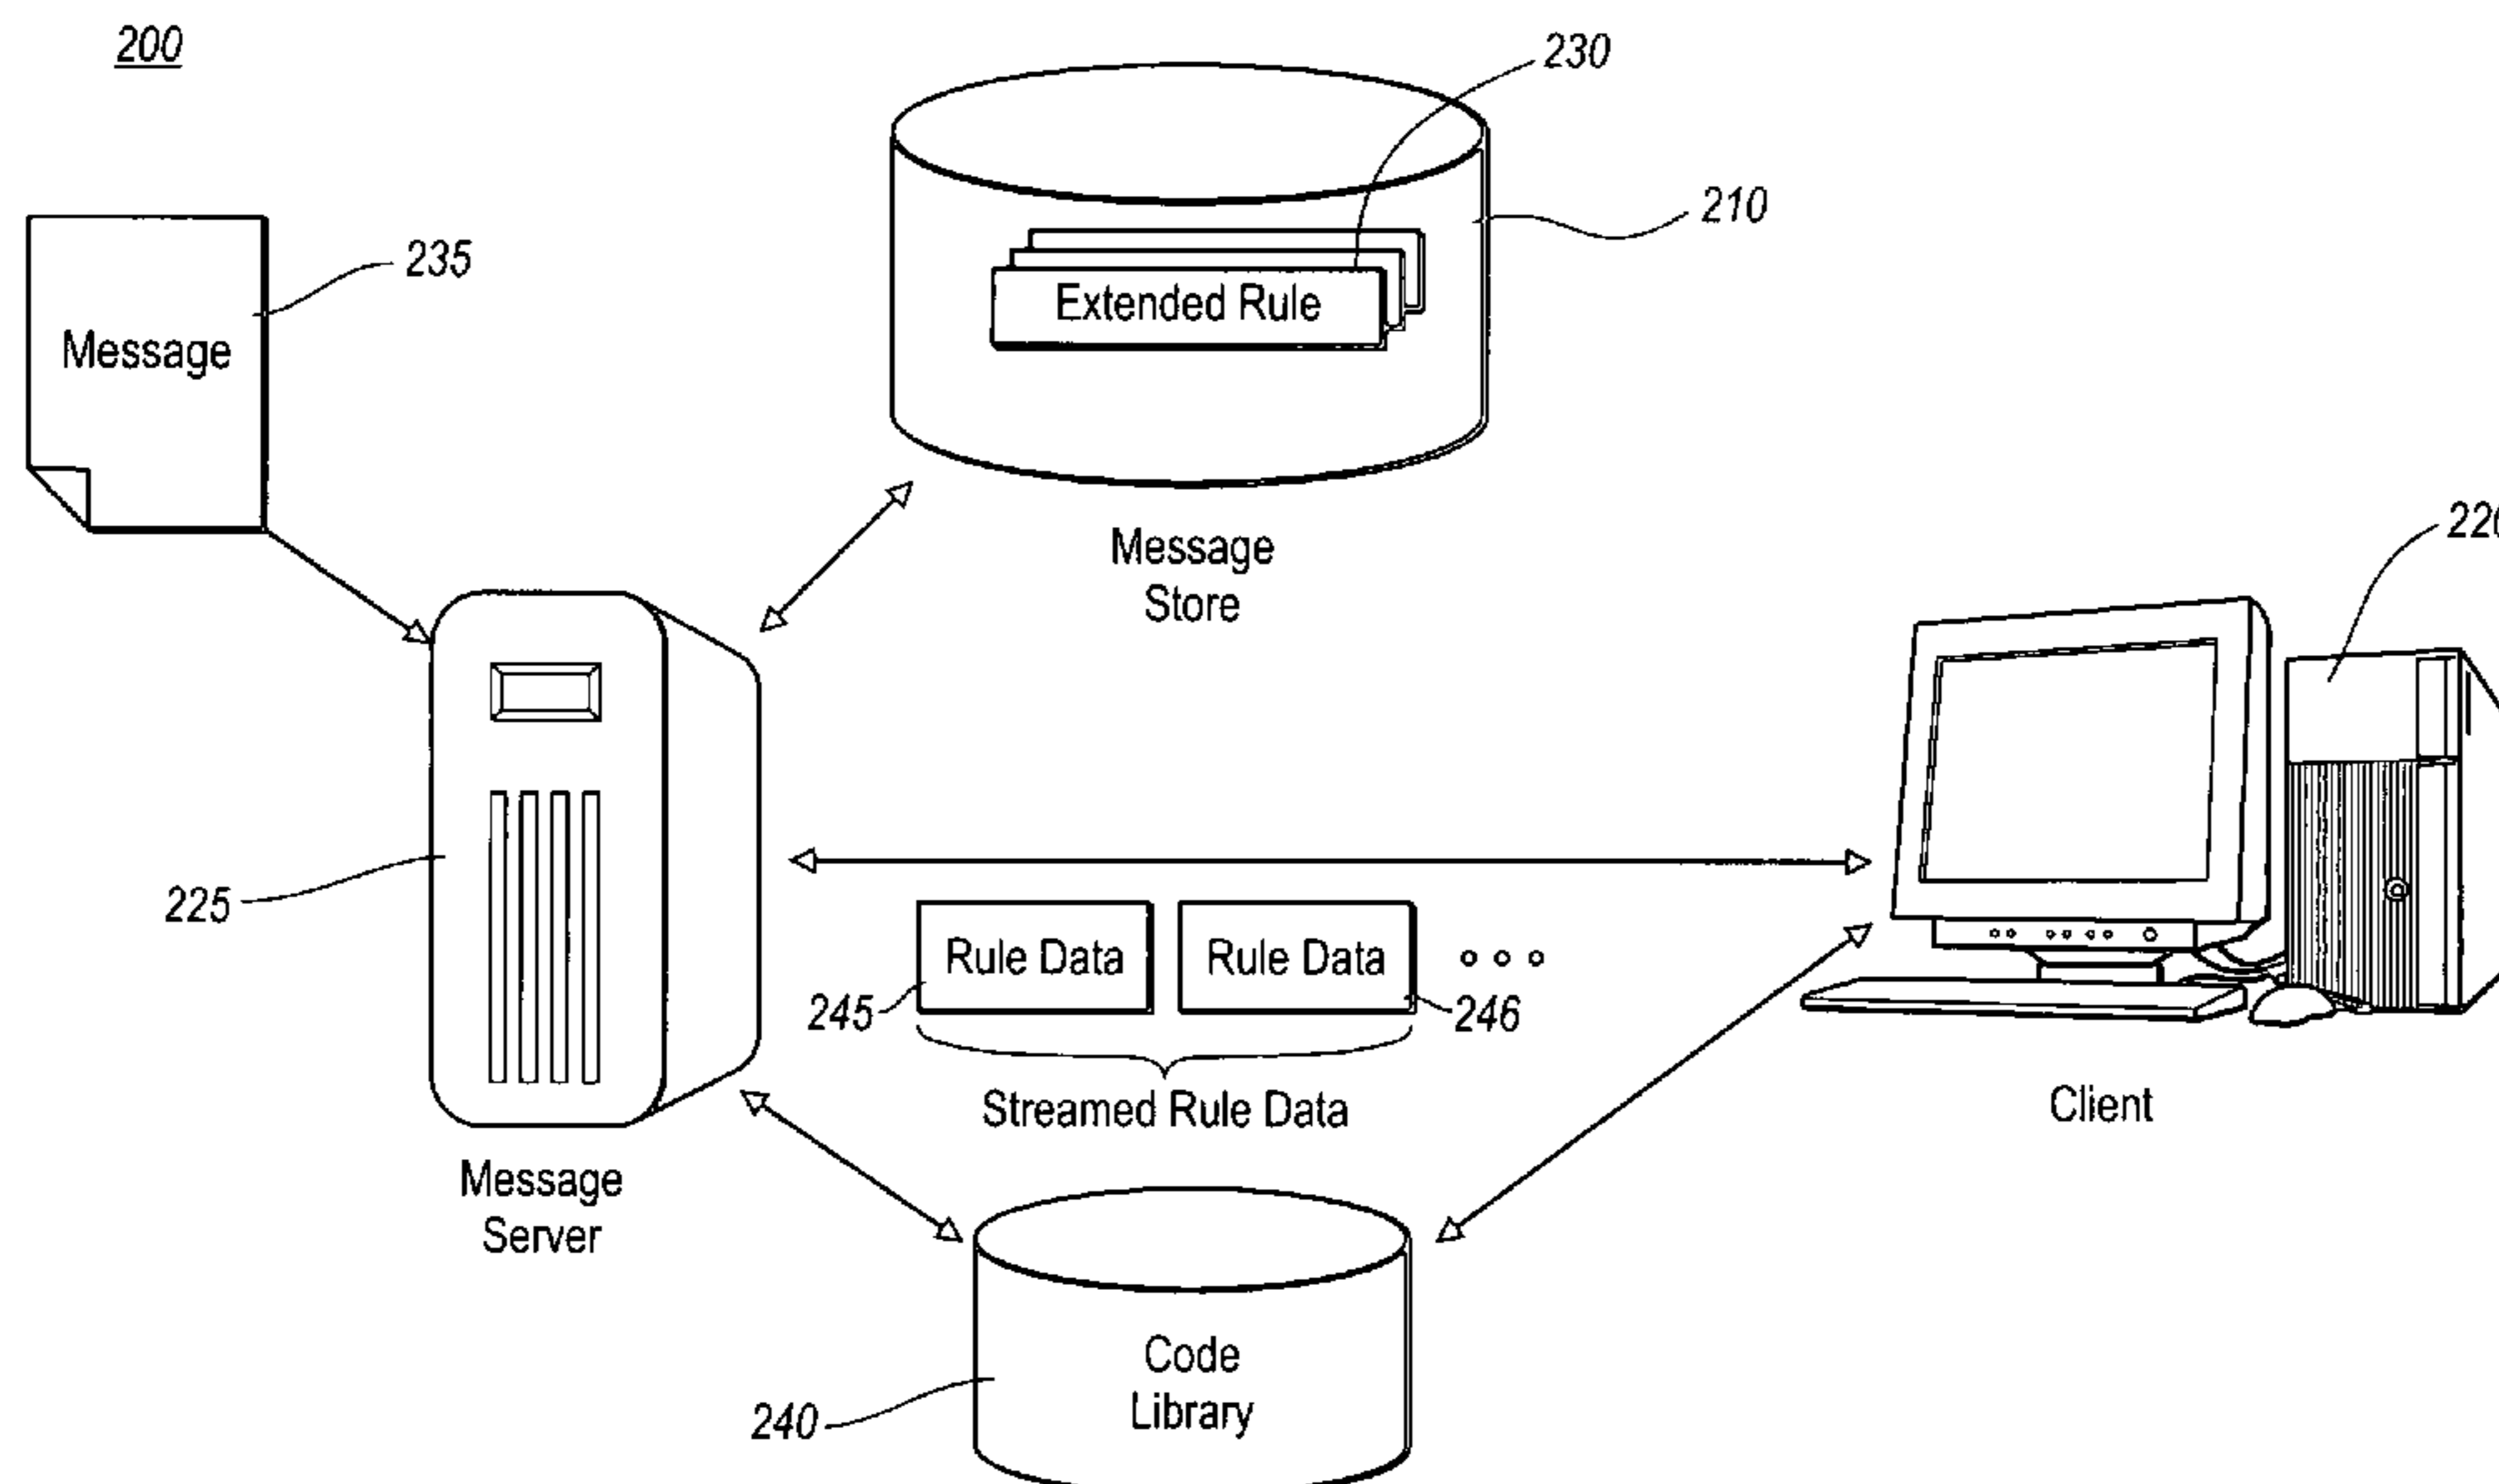 200
230
210
235
Message
Extended Rule
Message
Store
225
Rule Data
Rule Data
245
246
Streamed Rule Data
Client
Message
Server
Code
Library
240